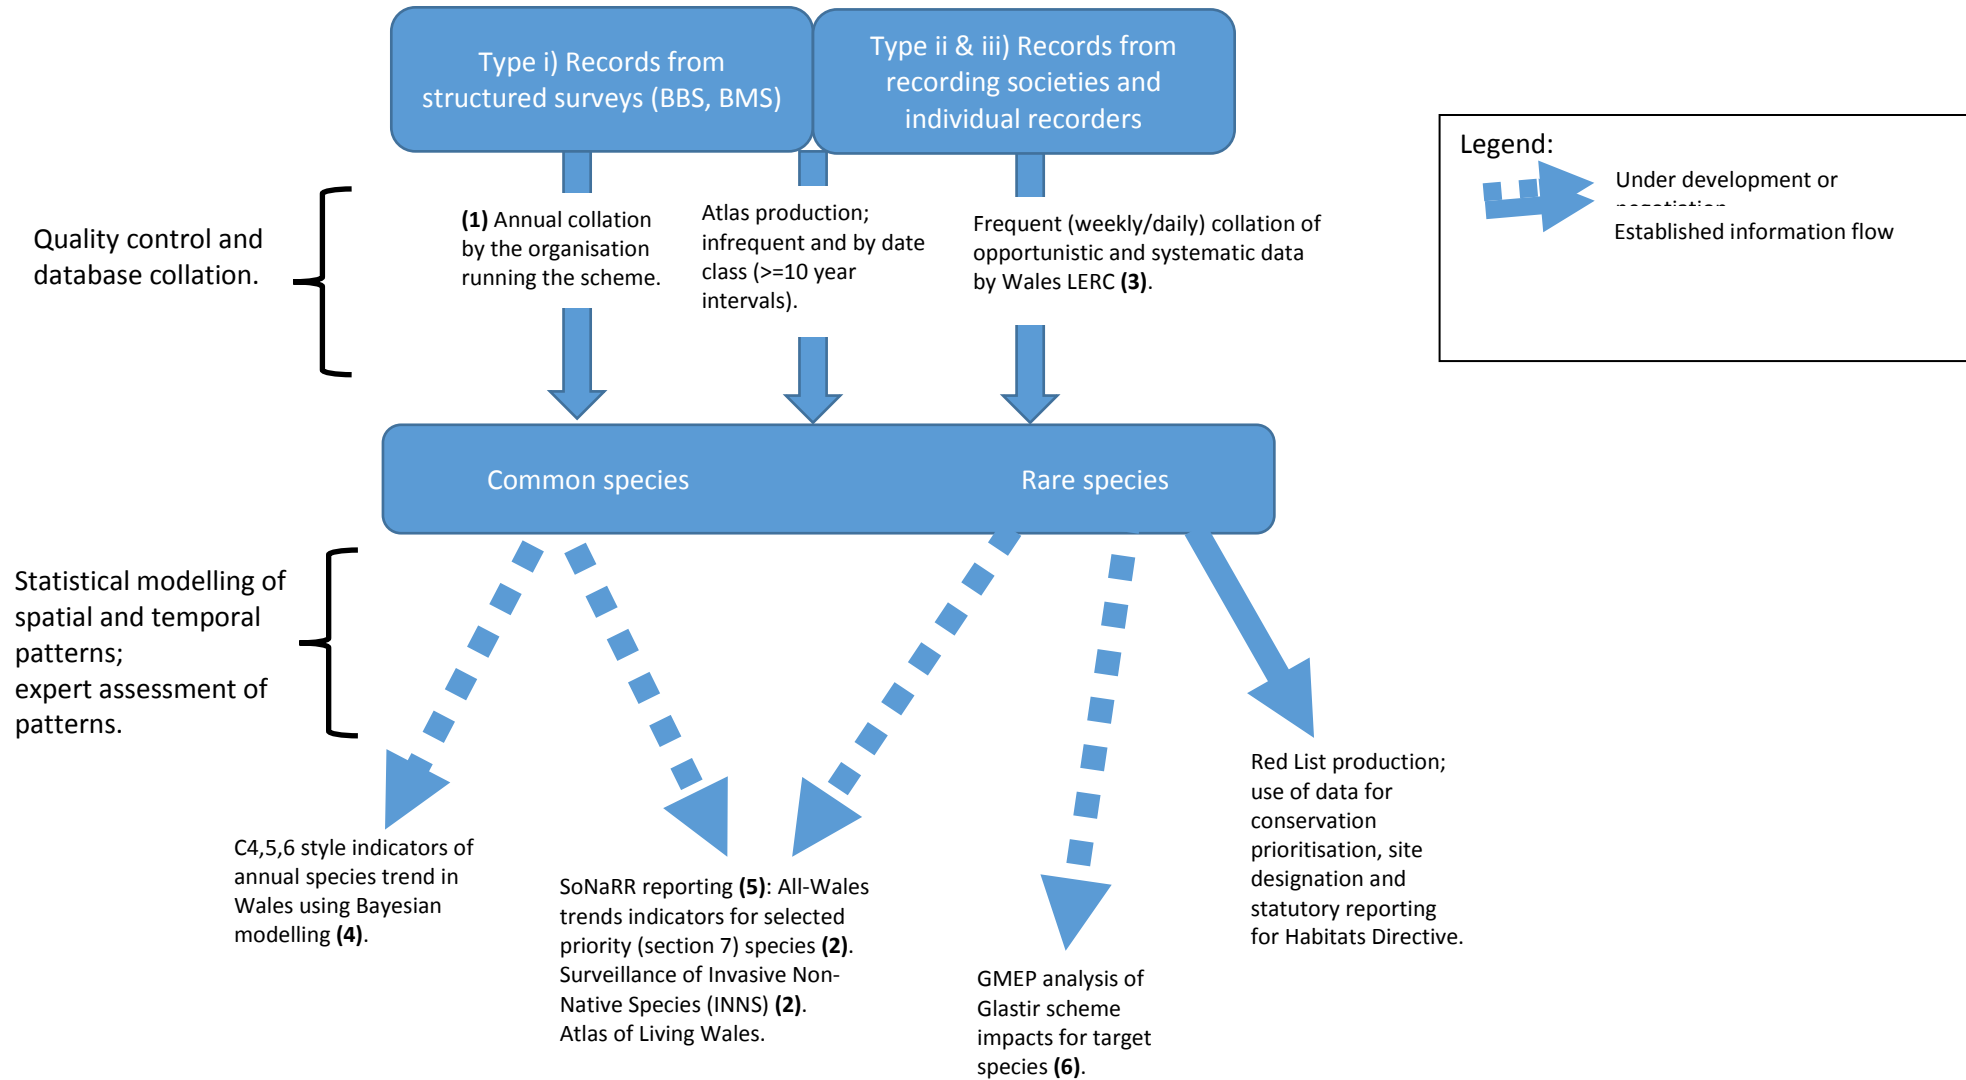 Type i) Records from
structured surveys (BBS, BMS)
Type ii & iii) Records from
recording societies and
individual recorders
Legend:
Under development or
negotiation
Established information flow
Quality control and
database collation.
(1) Annual collation
by the organisation
running the scheme.
Atlas production;
infrequent and by date
class (>=10 year
intervals).
Frequent (weekly/daily) collation of
opportunistic and systematic data
by Wales LERC (3).
Common species
Rare species
Statistical modelling of
spatial and temporal
patterns;
expert assessment of
patterns.
C4,5,6 style indicators of
annual species trend in
Wales using Bayesian
modelling (4).
SoNaRR reporting (5): All-Wales
trends indicators for selected
priority (section 7) species (2).
Surveillance of Invasive Non-
Native Species (INNS) (2).
Atlas of Living Wales.
GMEP analysis of
Glastir scheme
impacts for target
species (6).
Red List production;
use of data for
conservation
prioritisation, site
designation and
statutory reporting
for Habitats Directive.